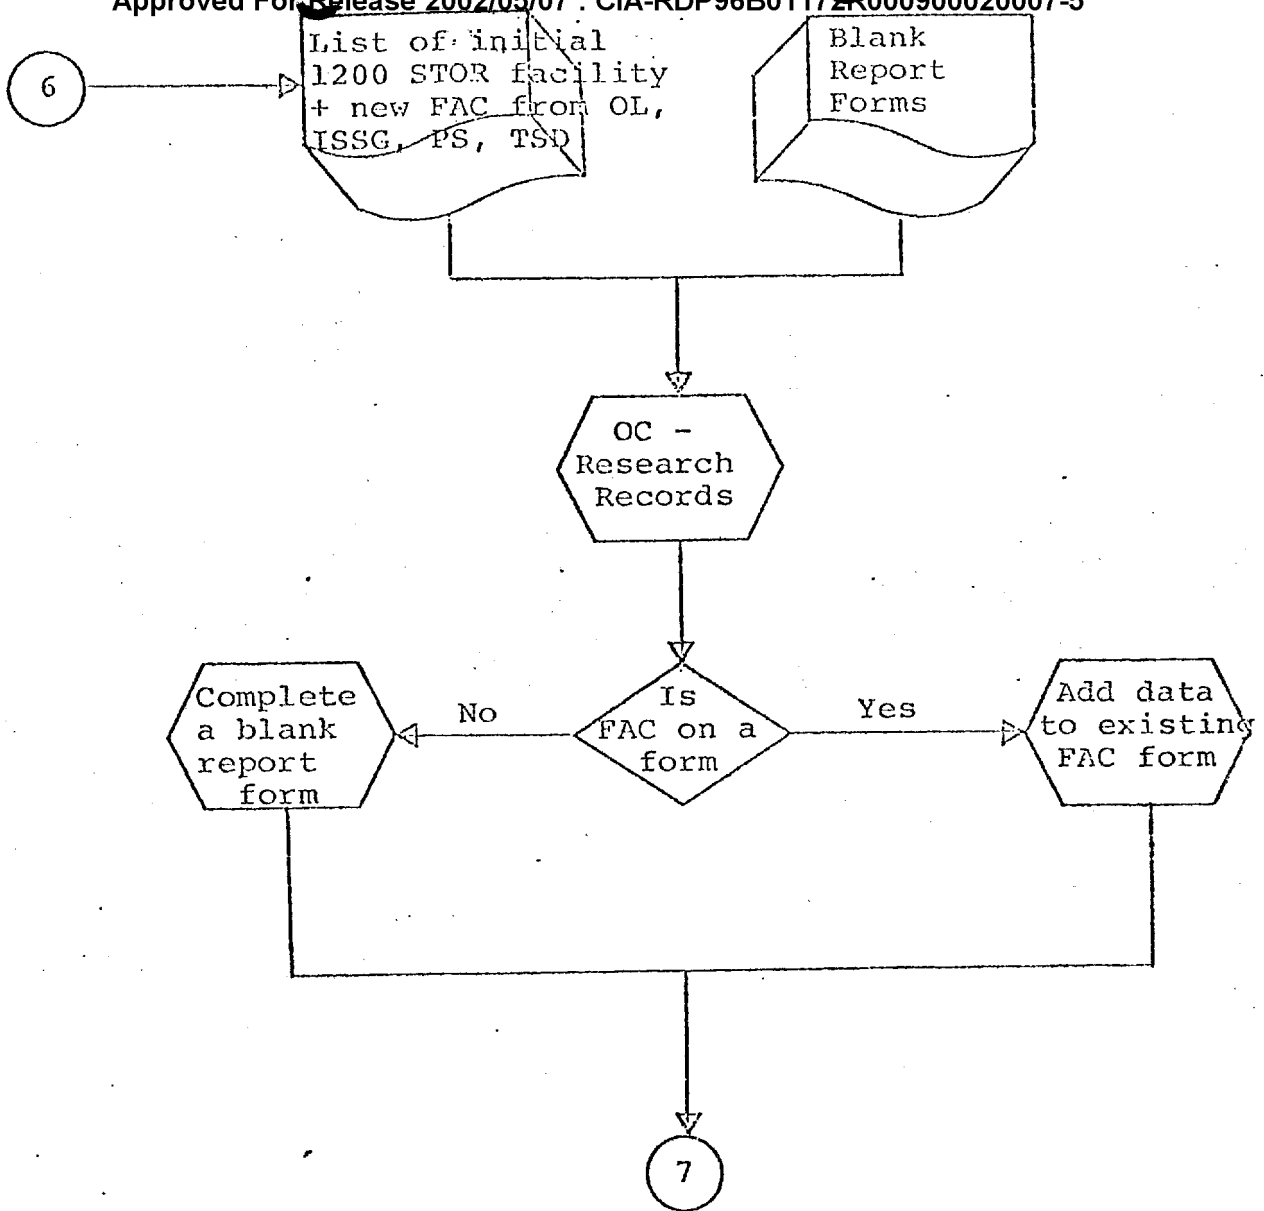 Approved For Release 2002/05/07 : CIA-RDP96B01172R000900020007-5
6
List of initial
1200 STOR facility
+ new FAC from OL,
ISSG, PS, TSD
Blank
Report
Forms
OC -
Research
Records
Is
FAC on a
form
No
Yes
Complete
a blank
report
form
Add data
to existing
FAC form
7